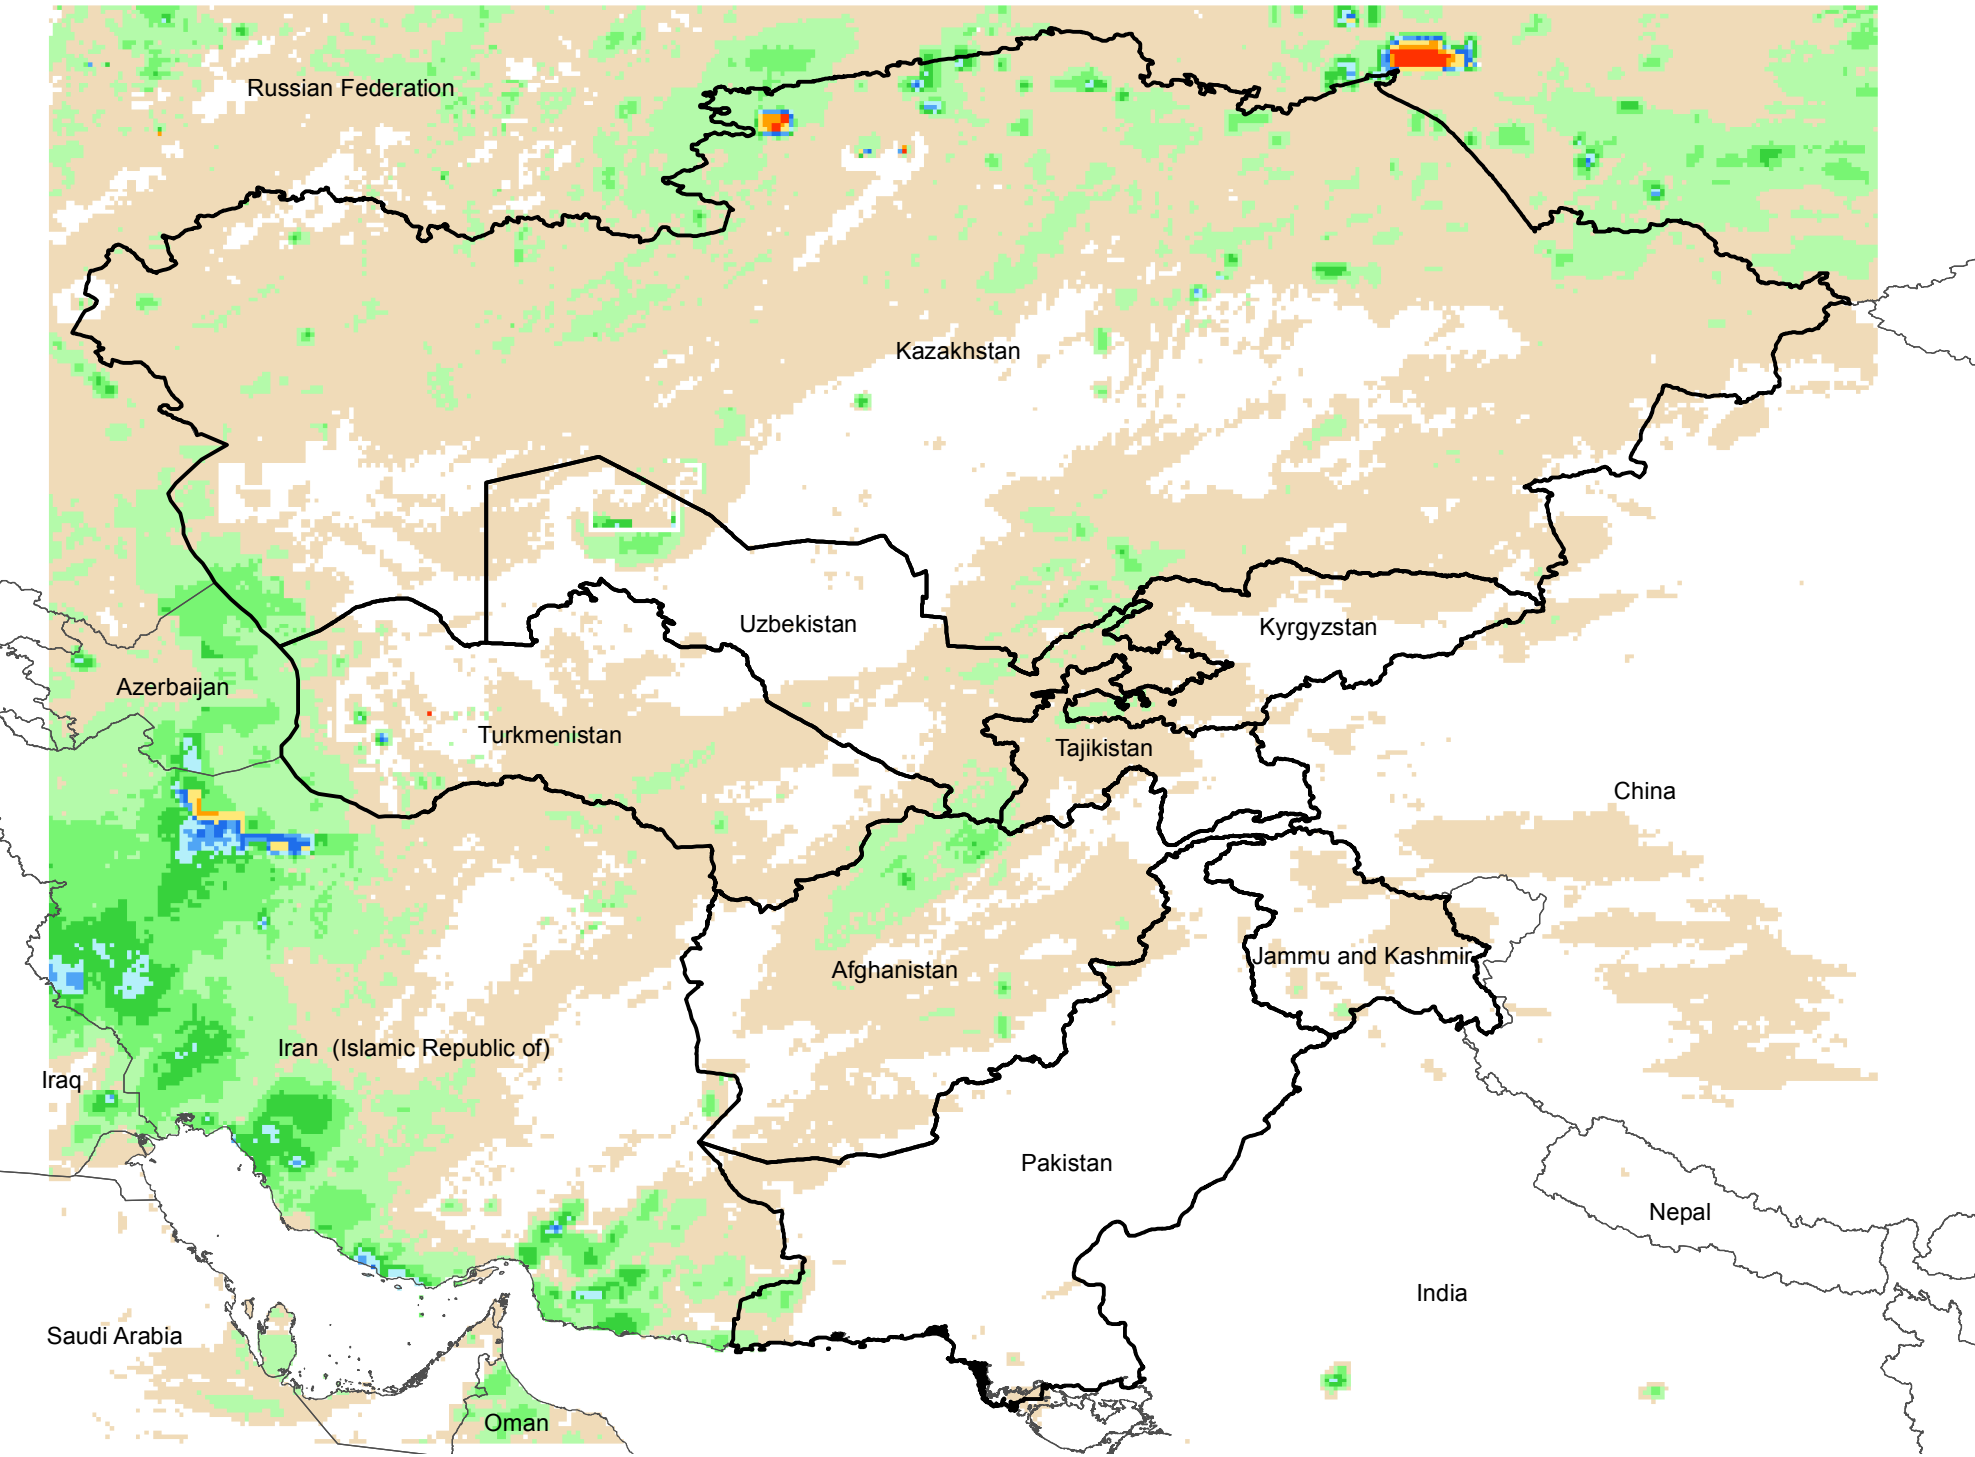 Russian Federation
Kazakhstan
Uzbekistan
Kyrgyzstan
Azerbaijan
Turkmenistan
Tajikistan
China
Afghanistan
Jammu and Kashmir
Iran (Islamic Republic of)
Iraq
Pakistan
Nepal
India
Saudi Arabia
Oman